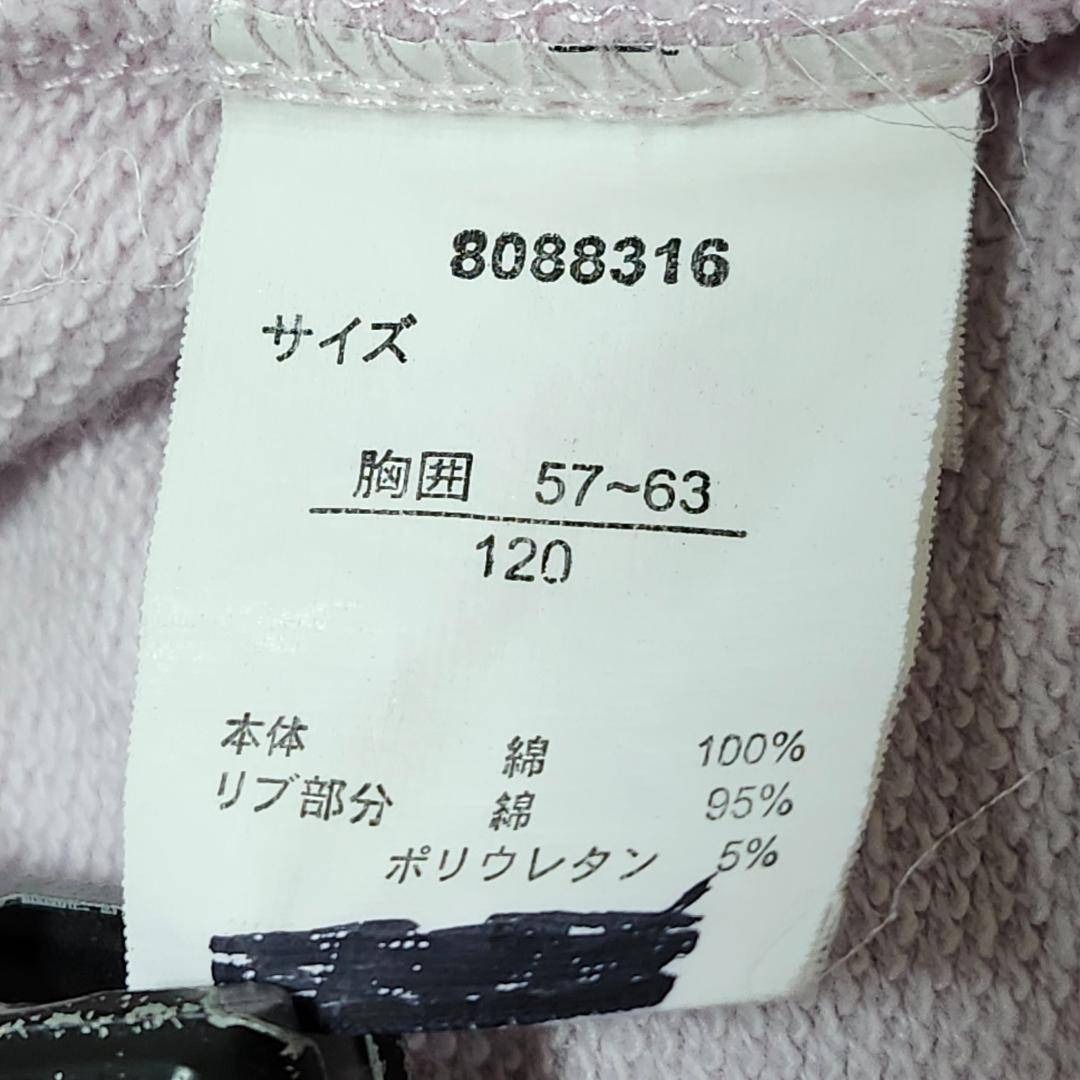 8088316
サイズ
胸囲 57~63
120
本体 綿 100%
リブ部分 綿 95%
ポリウレタン 5%